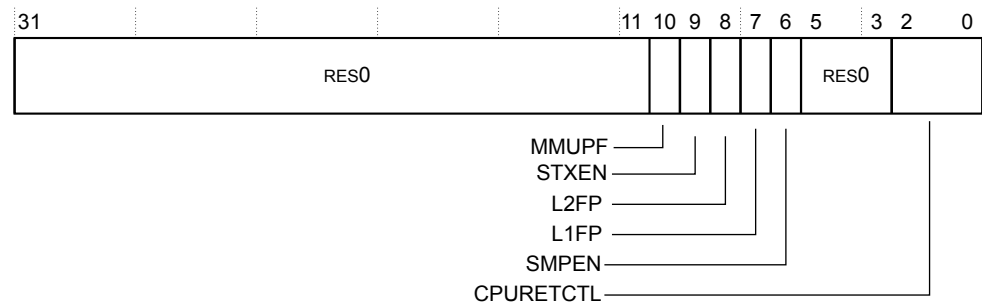 31 11 10 9 8 7 6 5 3 2 0
RES0 RES0
MMUPF
STXEN
L2FP
L1FP
SMPEN
CPURETCTL